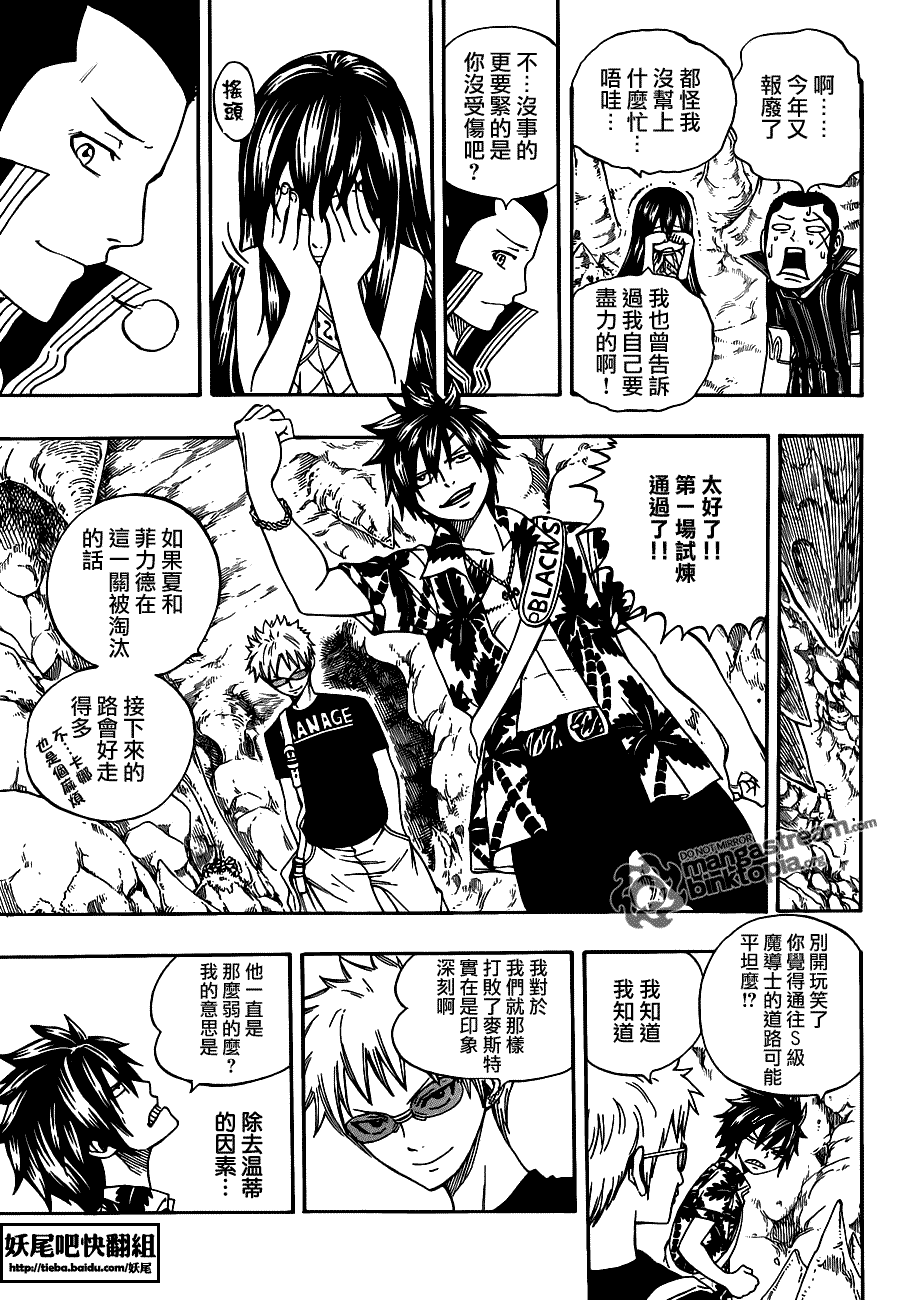 啊……
今年又
報廢了
都怪我
沒幫上
什麼忙…
唔哇…
我也曾告訴
過我自己要
盡力的啊！
不…沒事的
更要緊的是
你沒受傷吧？
搖頭
太好了!!
第一場試煉
通過了!!
BLACK/S
ANAGE
如果夏和
菲力德在
這一關被淘汰
的話
接下來的
路會好走
得多
不…卡娜
也是個麻煩
DO NOT MIRROR
mangastream.com
binktopia.org
別開玩笑了
你覺得通往S級
魔導士的道路可能
平坦麼!?
我知道
我知道
我對於
我們就那樣
打敗了麥斯特
實在是印象
深刻啊
他一直是
那麼弱的麼？
我的意思是
除去温蒂
的因素…
妖尾吧快翻組
http://tieba.baidu.com/妖尾